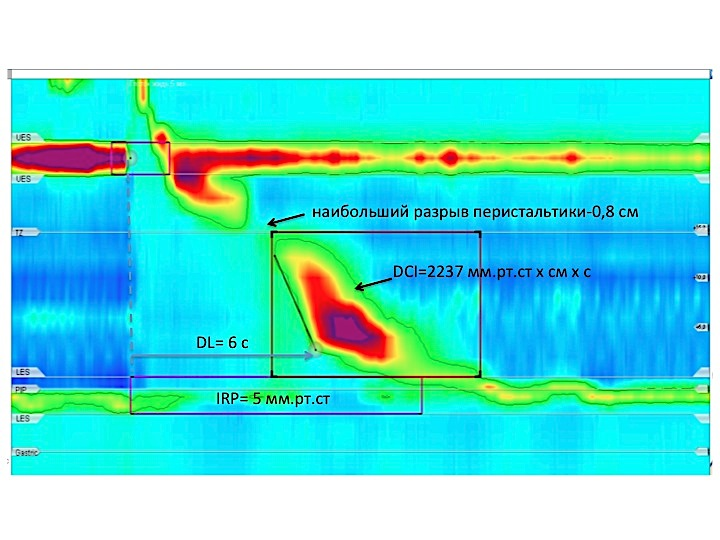 UES
UES
наибольший разрыв перистальтики-0,8 см
TZ
DCI=2237 мм.рт.ст х см х с
DL= 6 с
LES
PIP
IRP= 5 мм.рт.ст
LES
Gastric